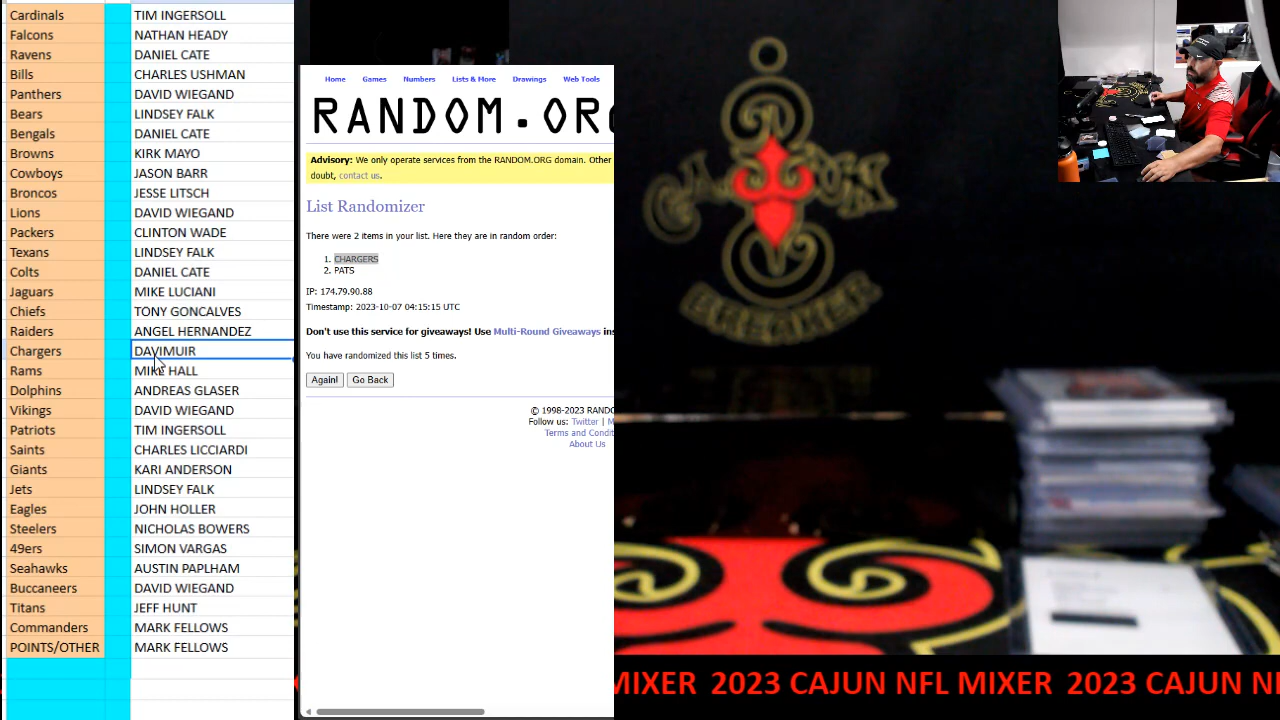 Cardinals TIM INGERSOLL
Falcons NATHAN HEADY
Ravens DANIEL CATE
Bills CHARLES USHMAN
Panthers DAVID WIEGAND
Bears LINDSEY FALK
Bengals DANIEL CATE
Browns KIRK MAYO
Cowboys JASON BARR
Broncos JESSE LITSCH
Lions DAVID WIEGAND
Packers CLINTON WADE
Texans LINDSEY FALK
Colts DANIEL CATE
Jaguars MIKE LUCIANI
Chiefs TONY GONCALVES
Raiders ANGEL HERNANDEZ
Chargers DAVIMUIR
Rams MIKE HALL
Dolphins ANDREAS GLASER
Vikings DAVID WIEGAND
Patriots TIM INGERSOLL
Saints CHARLES LICCIARDI
Giants KARI ANDERSON
Jets LINDSEY FALK
Eagles JOHN HOLLER
Steelers NICHOLAS BOWERS
49ers SIMON VARGAS
Seahawks AUSTIN PAPLHAM
Buccaneers DAVID WIEGAND
Titans JEFF HUNT
Commanders MARK FELLOWS
POINTS/OTHER MARK FELLOWS
Home Games Numbers Lists & More Drawings Web Tools
RANDOM.ORG
Advisory: We only operate services from the RANDOM.ORG domain. Other
doubt, contact us.
List Randomizer
There were 2 items in your list. Here they are in random order:
1. CHARGERS
2. PATS
IP: 174.79.90.88
Timestamp: 2023-10-07 04:15:15 UTC
Don't use this service for giveaways! Use Multi-Round Giveaways ins
You have randomized this list 5 times.
Again! Go Back
© 1998-2023 RANDO
Follow us: Twitter | M
Terms and Condit
About Us
BREAKER
MIXER 2023 CAJUN NFL MIXER 2023 CAJUN N